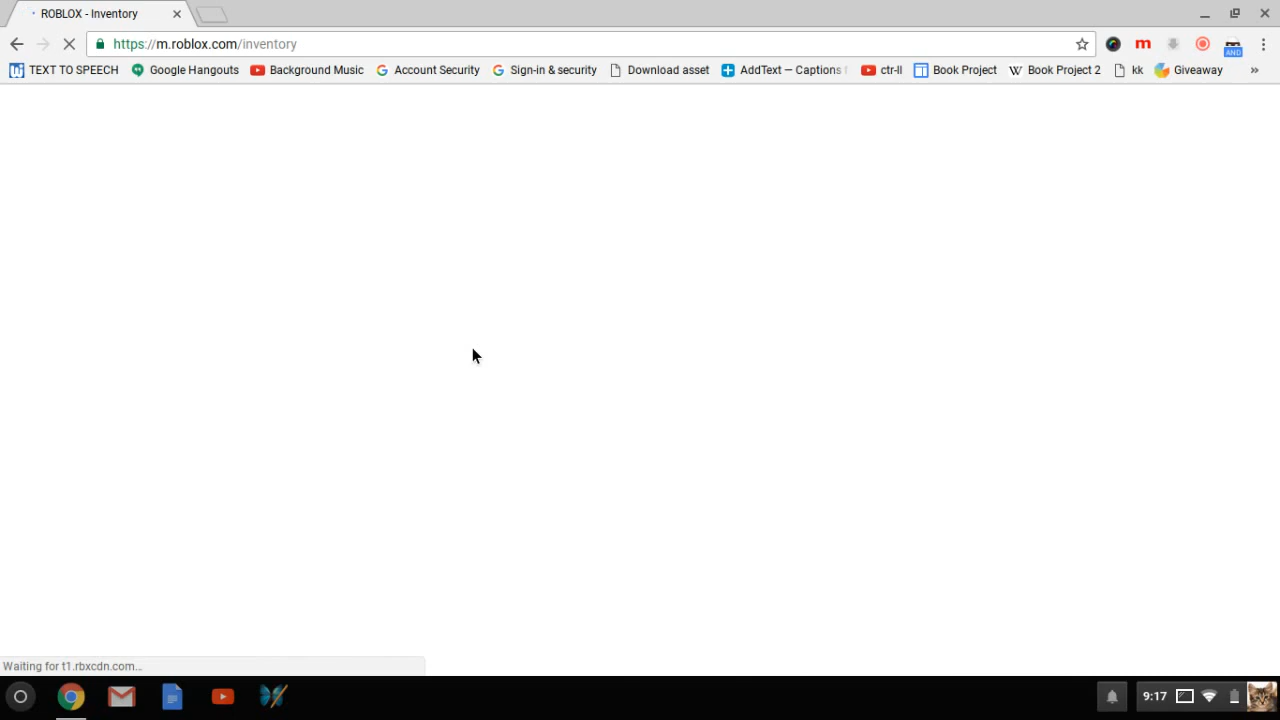 ROBLOX - Inventory
https://m.roblox.com/inventory
m
AND
TEXT TO SPEECH Google Hangouts Background Music Account Security Sign-in & security Download asset AddText — Captions ctr-ll Book Project W Book Project 2 kk Giveaway »
Waiting for t1.rbxcdn.com...
9:17